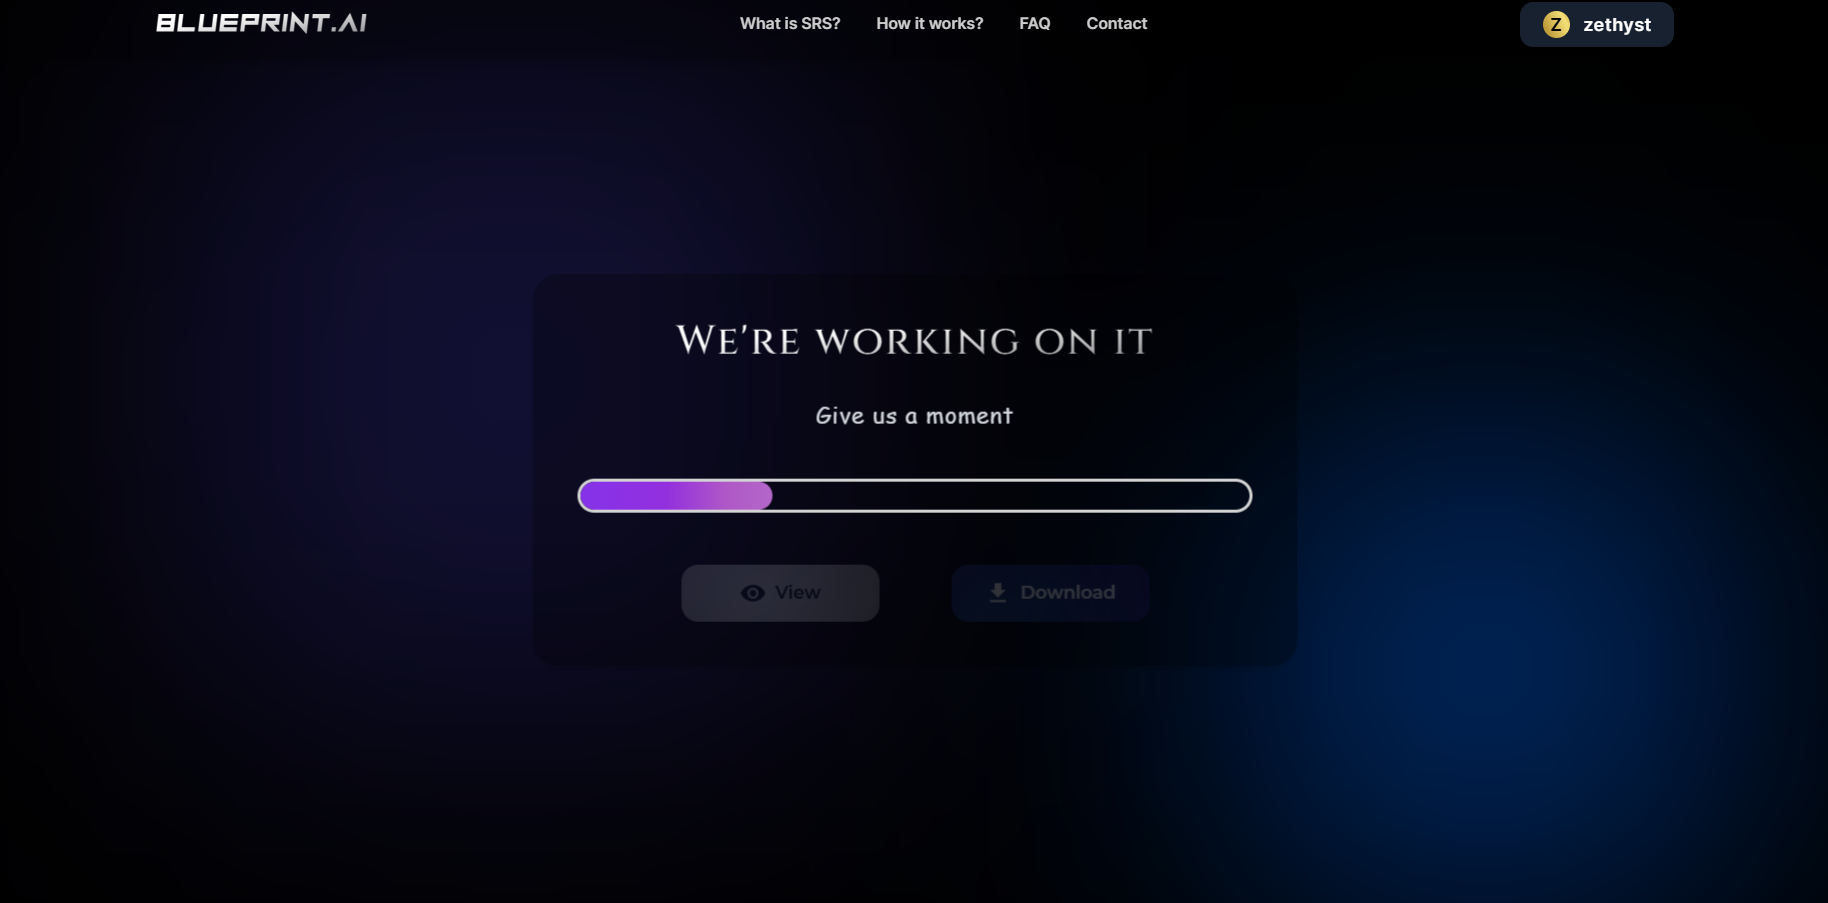 BLUEPRINT.AI
What is SRS?
How it works?
FAQ
Contact
Z
zethyst
We're working on it
Give us a moment
View
Download